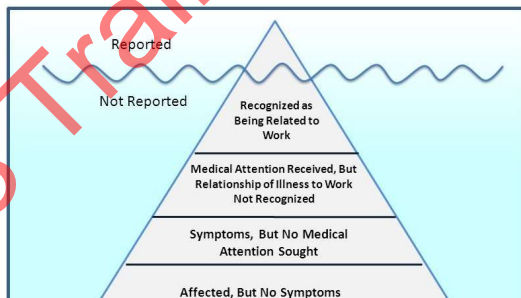 Reported
Not Reported
Recognized as
Being Related to
Work
Medical Attention Received, But
Relationship of Illness to Work
Not Recognized
Symptoms, But No Medical
Attention Sought
Affected, But No Symptoms